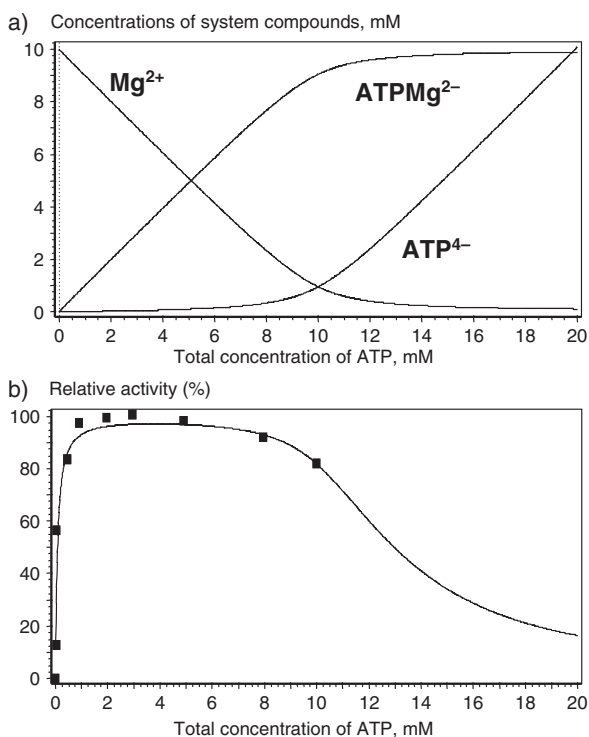 a) Concentrations of system compounds, mM
10
Mg²⁺
ATPMg²⁻
8
6
4
ATP⁴⁻
2
0
0 2 4 6 8 10 12 14 16 18 20
Total concentration of ATP, mM
b) Relative activity (%)
100
80
60
40
20
0
0 2 4 6 8 10 12 14 16 18 20
Total concentration of ATP, mM